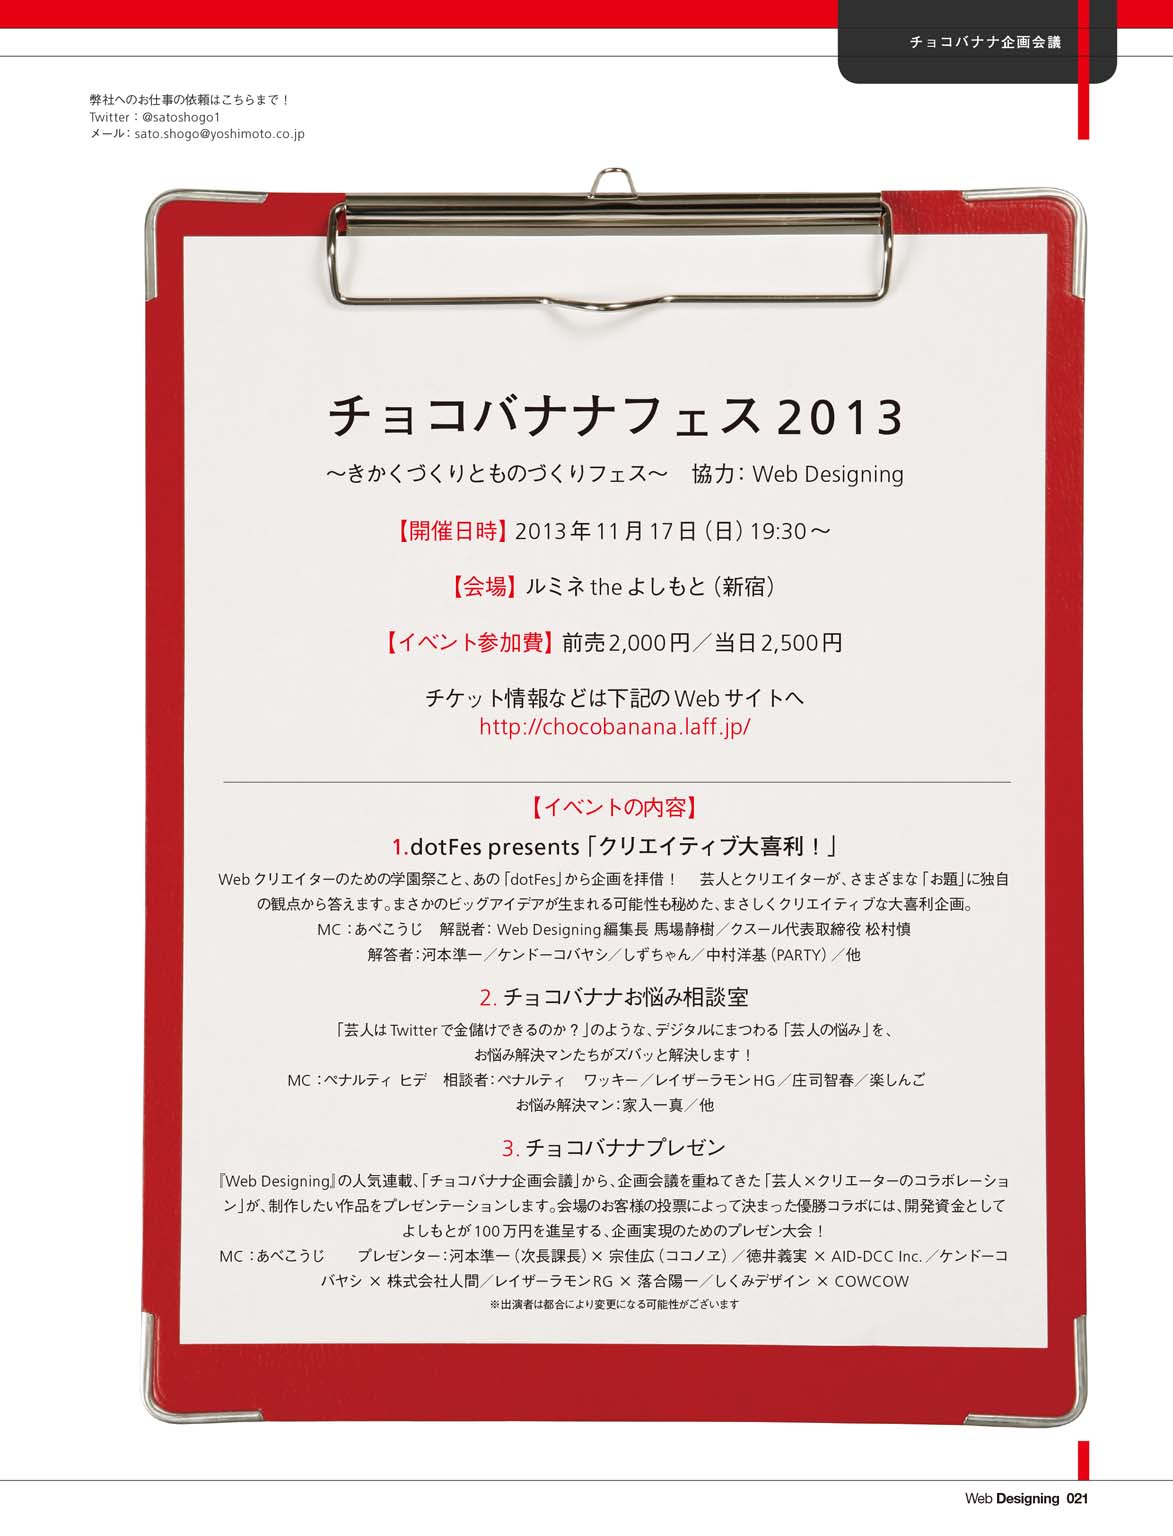 チョコバナナ企画会議
弊社へのお仕事の依頼はこちらまで！
Twitter：@satoshogo1
メール：sato.shogo@yoshimoto.co.jp
チョコバナナフェス2013
～きかくづくりとものづくりフェス～　協力：Web Designing
【開催日時】2013年11月17日（日）19:30～
【会場】ルミネtheよしもと（新宿）
【イベント参加費】前売2,000円／当日2,500円
チケット情報などは下記のWebサイトへ
http://chocobanana.laff.jp/
【イベントの内容】
1.dotFes presents「クリエイティブ大喜利！」
Webクリエイターのための学園祭こと、あの「dotFes」から企画を拝借！　芸人とクリエイターが、さまざまな「お題」に独自
の観点から答えます。まさかのビッグアイデアが生まれる可能性も秘めた、まさしくクリエイティブな大喜利企画。
MC：あべこうじ　解説者：Web Designing編集長 馬場静樹／クスール代表取締役 松村慎
解答者：河本準一／ケンドーコバヤシ／しずちゃん／中村洋基（PARTY）／他
2. チョコバナナお悩み相談室
「芸人はTwitterで金儲けできるのか？」のような、デジタルにまつわる「芸人の悩み」を、
お悩み解決マンたちがズバッと解決します！
MC：ペナルティ ヒデ　相談者：ペナルティ　ワッキー／レイザーラモンHG／庄司智春／楽しんご
お悩み解決マン：家入一真／他
3. チョコバナナプレゼン
『Web Designing』の人気連載、「チョコバナナ企画会議」から、企画会議を重ねてきた「芸人×クリエーターのコラボレーショ
ン」が、制作したい作品をプレゼンテーションします。会場のお客様の投票によって決まった優勝コラボには、開発資金として
よしもとが100万円を進呈する、企画実現のためのプレゼン大会！
MC：あべこうじ　　プレゼンター：河本準一（次長課長）× 宗佳広（ココノヱ）／徳井義実 × AID-DCC Inc.／ケンドーコ
バヤシ × 株式会社人間／レイザーラモンRG × 落合陽一／しくみデザイン × COWCOW
※出演者は都合により変更になる可能性がございます
Web Designing 021